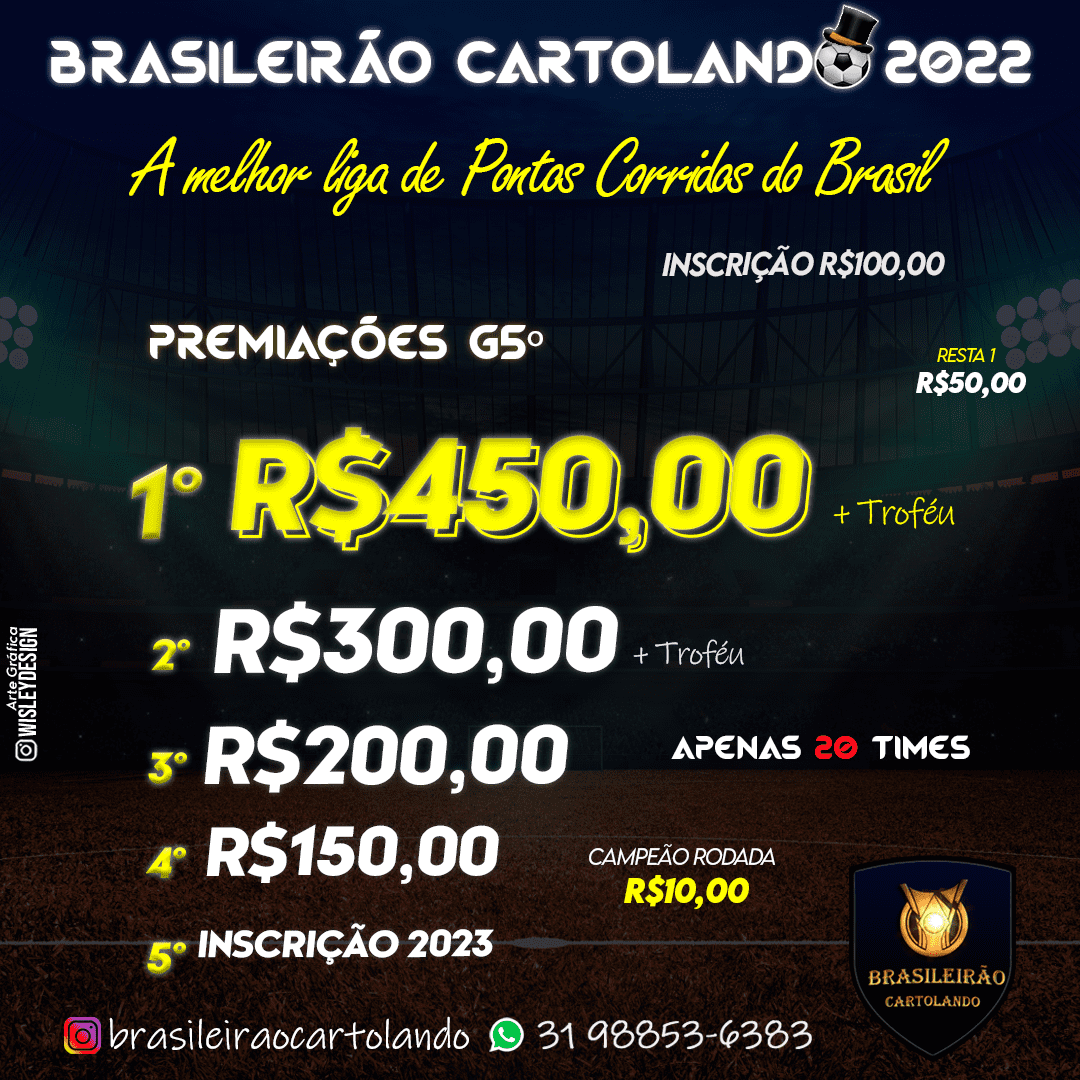 BRASILEIRÃO CARTOLANDO 2022
A melhor liga de Pontos Corridos do Brasil
INSCRIÇÃO R$100,00
PREMIAÇÕES G5º
RESTA 1
R$50,00
1º R$450,00 + Troféu
2º R$300,00 + Troféu
Arte Gráfica
WISLEYDESIGN
3º R$200,00
APENAS 20 TIMES
4º R$150,00
CAMPEÃO RODADA
R$10,00
5º INSCRIÇÃO 2023
BRASILEIRÃO
CARTOLANDO
brasileiraocartolando 31 98853-6383